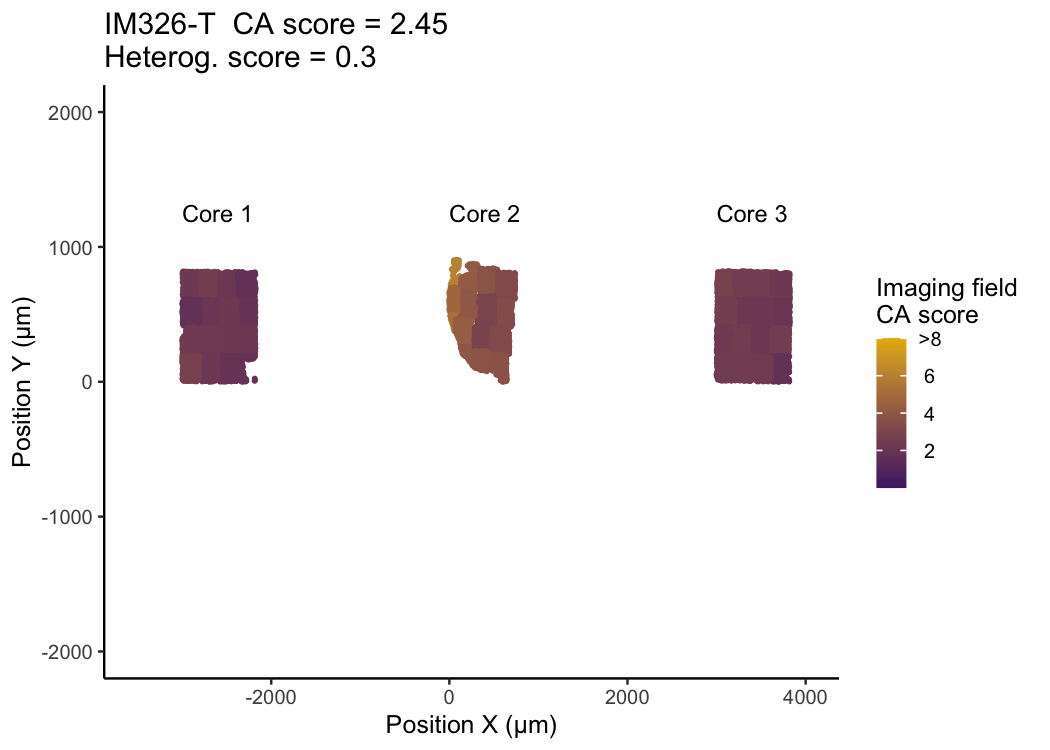 IM326-T  CA score = 2.45
Heterog. score = 0.3
2000
1000
0
-1000
-2000
Position Y (µm)
Core 1
Core 2
Core 3
-2000
0
2000
4000
Position X (µm)
Imaging field
CA score
>8
6
4
2